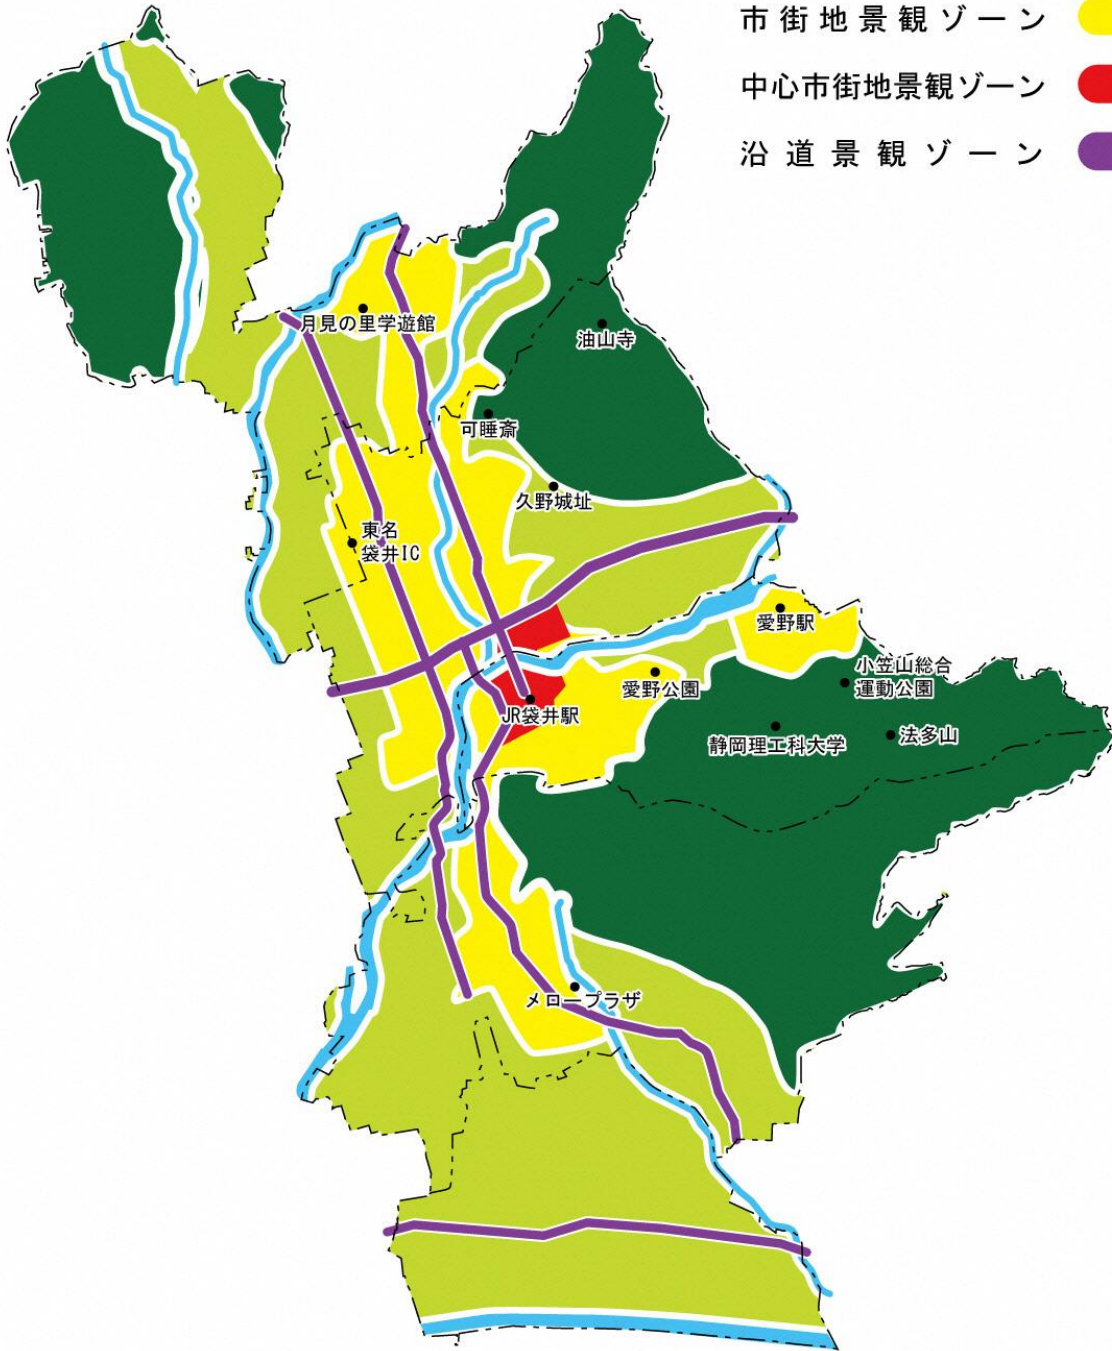 市街地景観ゾーン
中心市街地景観ゾーン
沿道景観ゾーン
月見の里学遊館
油山寺
可睡斎
久野城址
東名
袋井IC
愛野駅
小笠山総合
運動公園
愛野公園
JR袋井駅
静岡理工科大学
法多山
メロープラザ